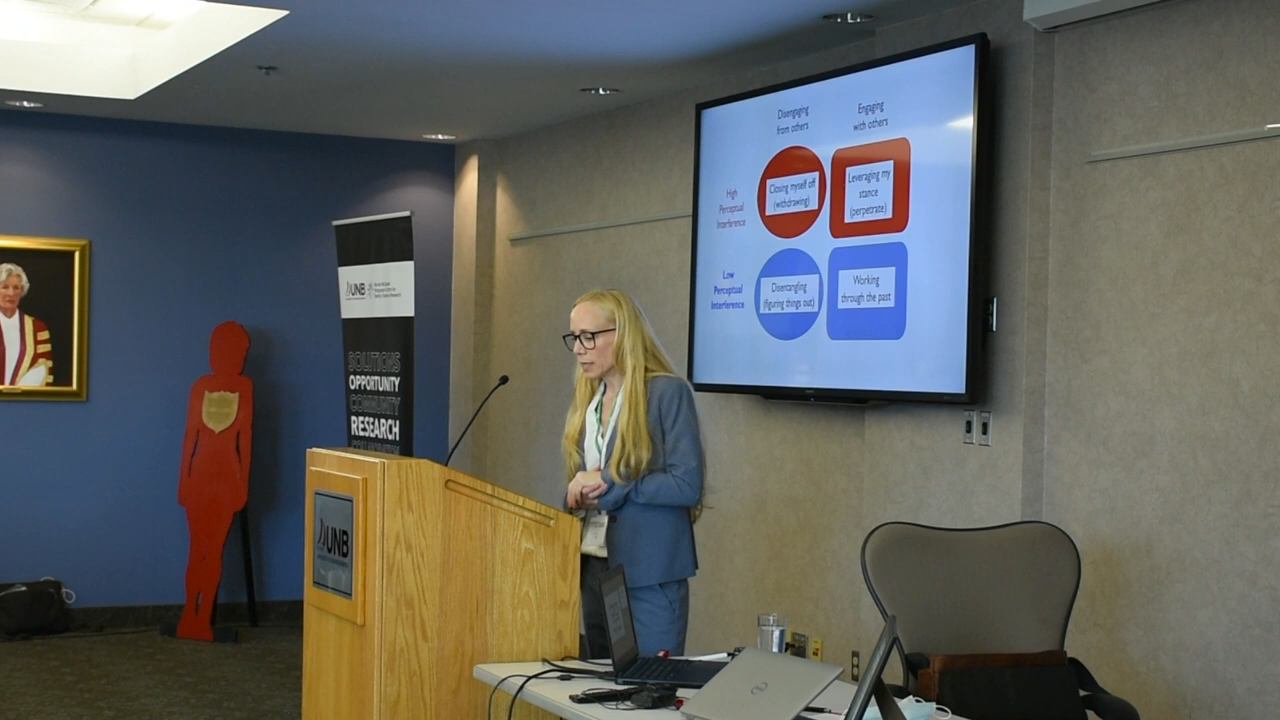 Disengaging
from others
Engaging
with others
High
Perceptual
Interference
Closing myself off
(withdrawing)
Leveraging my
stance
(perpetrate)
Low
Perceptual
Interference
Disentangling
(figuring things out)
Working
through the past
UNB
SOLUTIONS
OPPORTUNITY
COMMUNITY
RESEARCH
UNB